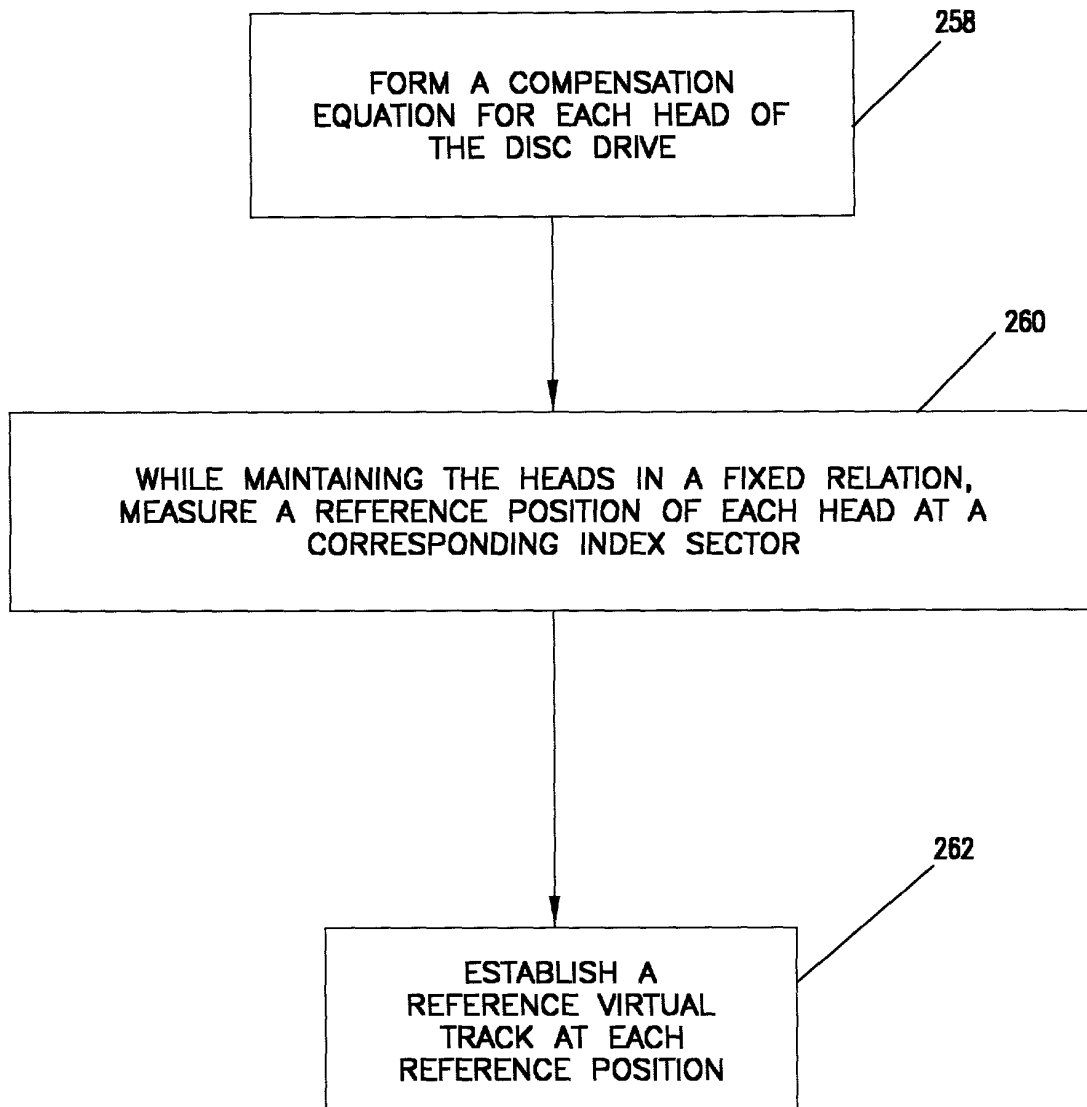 258
FORM A COMPENSATION
EQUATION FOR EACH HEAD OF
THE DISC DRIVE
260
WHILE MAINTAINING THE HEADS IN A FIXED RELATION,
MEASURE A REFERENCE POSITION OF EACH HEAD AT A
CORRESPONDING INDEX SECTOR
262
ESTABLISH A
REFERENCE VIRTUAL
TRACK AT EACH
REFERENCE POSITION